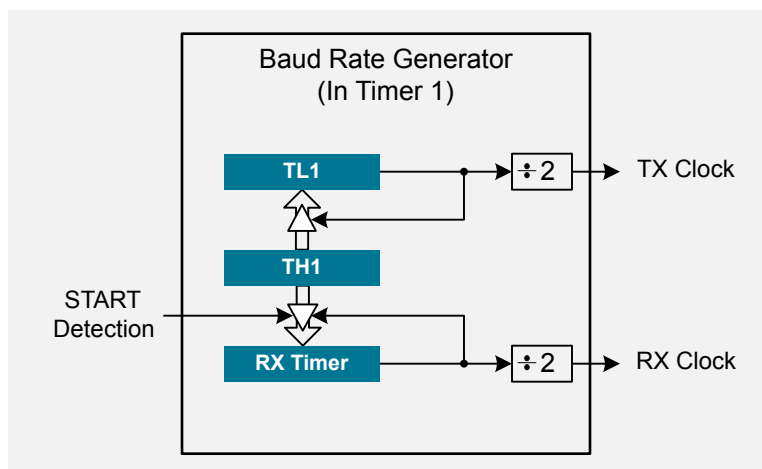 Baud Rate Generator
(In Timer 1)
TL1
÷2
TX Clock
TH1
START
Detection
RX Timer
÷2
RX Clock